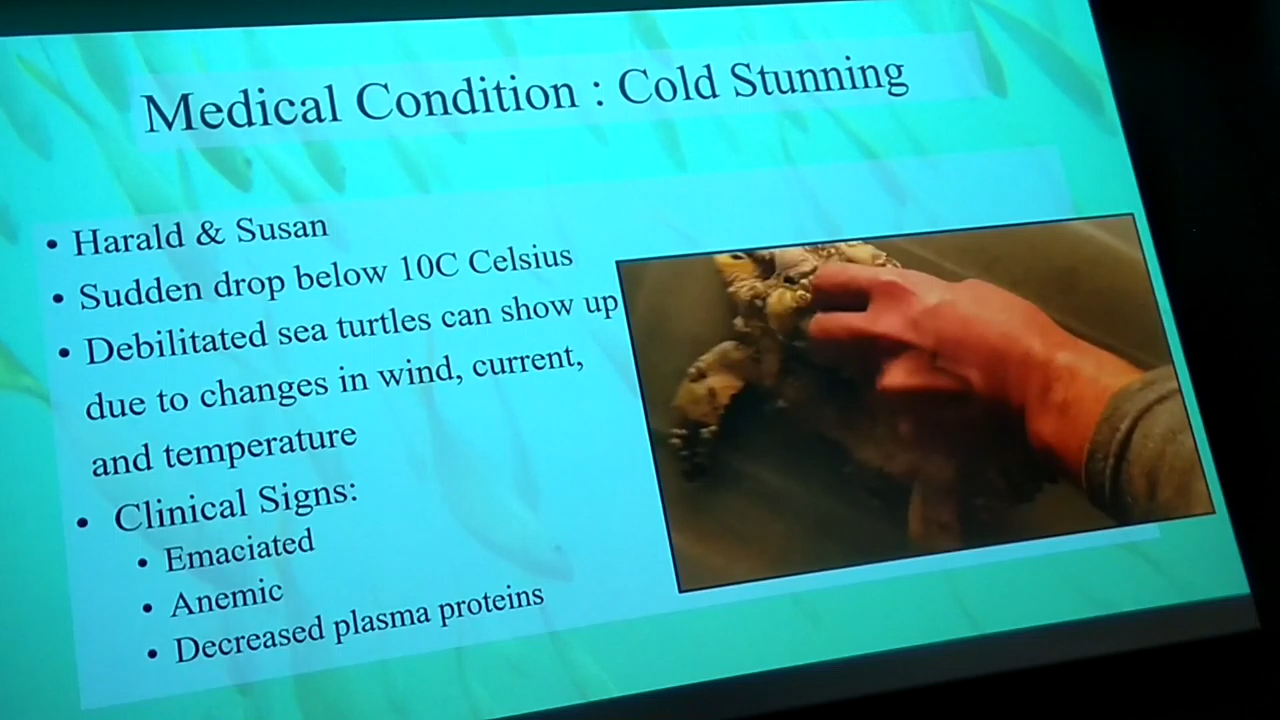 Medical Condition : Cold Stunning
• Harald & Susan
• Sudden drop below 10C Celsius
• Debilitated sea turtles can show up
due to changes in wind, current,
and temperature
• Clinical Signs:
• Emaciated
• Anemic
• Decreased plasma proteins